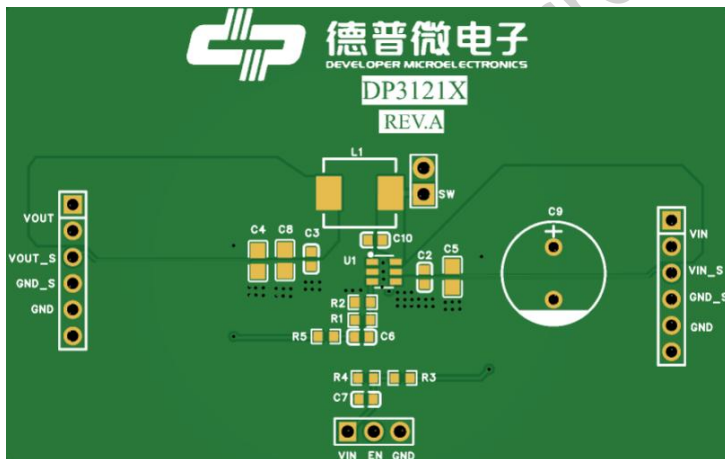 德普微电子
DEVELOPER MICROELECTRONICS
DP3121X
REV.A
L1
SW
VOUT
VOUT_S
GND_S
GND
C4
C8
C3
C10
U1
C2
C5
C9
VIN
VIN_S
GND_S
GND
R2
R1
R5
C6
R4
R3
C7
VIN EN GND